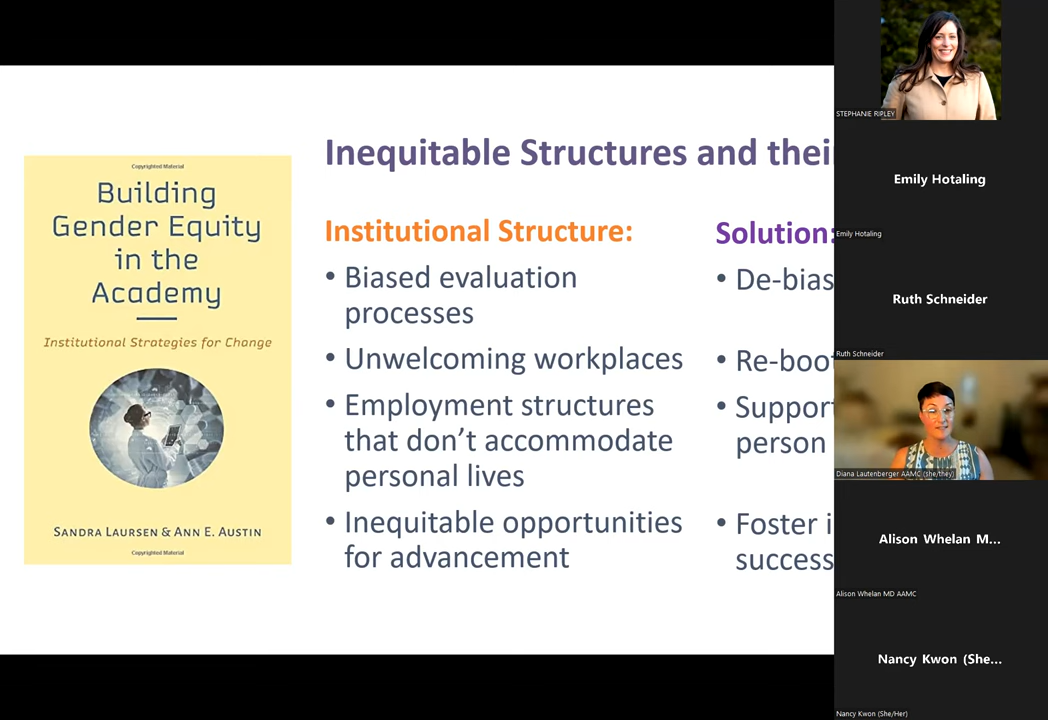 Copyrighted Material
Building
Gender Equity
in the
Academy
Institutional Strategies for Change
SANDRA LAURSEN & ANN E. AUSTIN
Copyrighted Material
Inequitable Structures and thei
Institutional Structure:
• Biased evaluation
processes
• Unwelcoming workplaces
• Employment structures
that don’t accommodate
personal lives
• Inequitable opportunities
for advancement
Solution:
• De-bias
• Re-boot
• Support
person
• Foster i
success
STEPHANIE RIPLEY
Emily Hotaling
Emily Hotaling
Ruth Schneider
Ruth Schneider
Diana Lautenberger AAMC (she/they)
Alison Whelan M...
Alison Whelan MD AAMC
Nancy Kwon (She...
Nancy Kwon (She/Her)